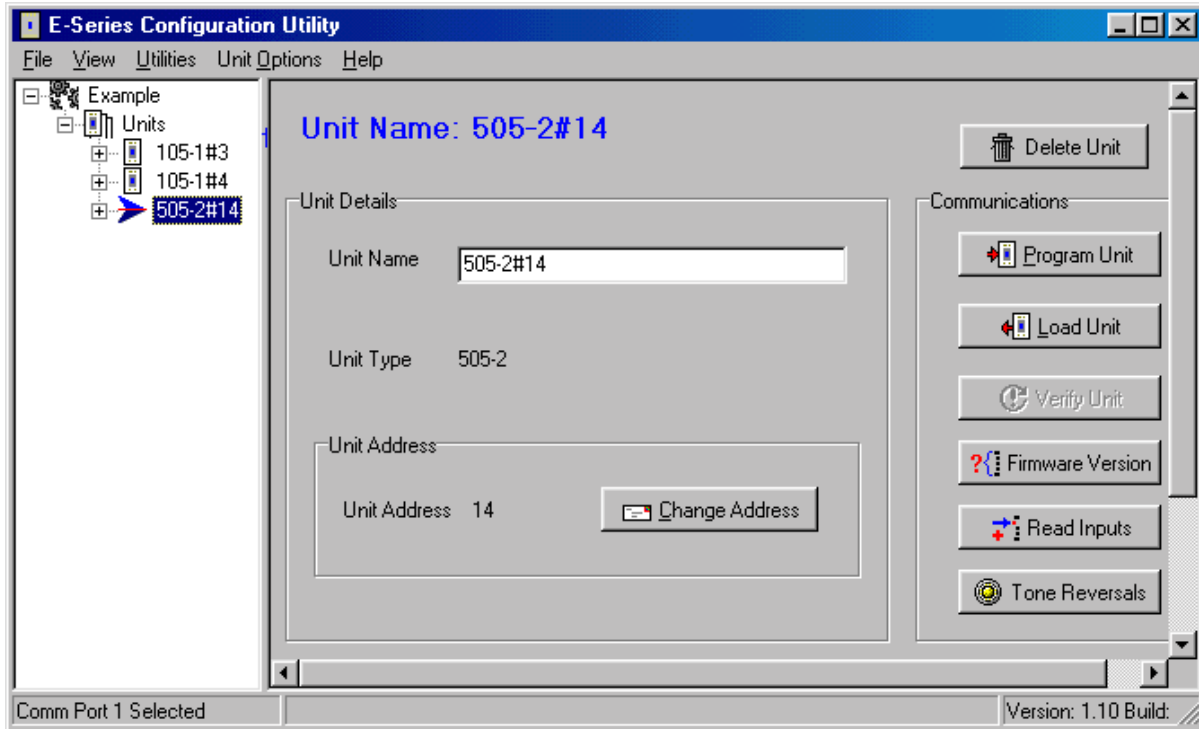 E-Series Configuration Utility
File View Utilities Unit Options Help
Example
Units
105-1#3
105-1#4
505-2#14
Unit Name: 505-2#14
Delete Unit
Unit Details
Unit Name 505-2#14
Unit Type 505-2
Unit Address
Unit Address 14 Change Address
Communications
Program Unit
Load Unit
Verify Unit
Firmware Version
Read Inputs
Tone Reversals
Comm Port 1 Selected
Version: 1.10 Build: